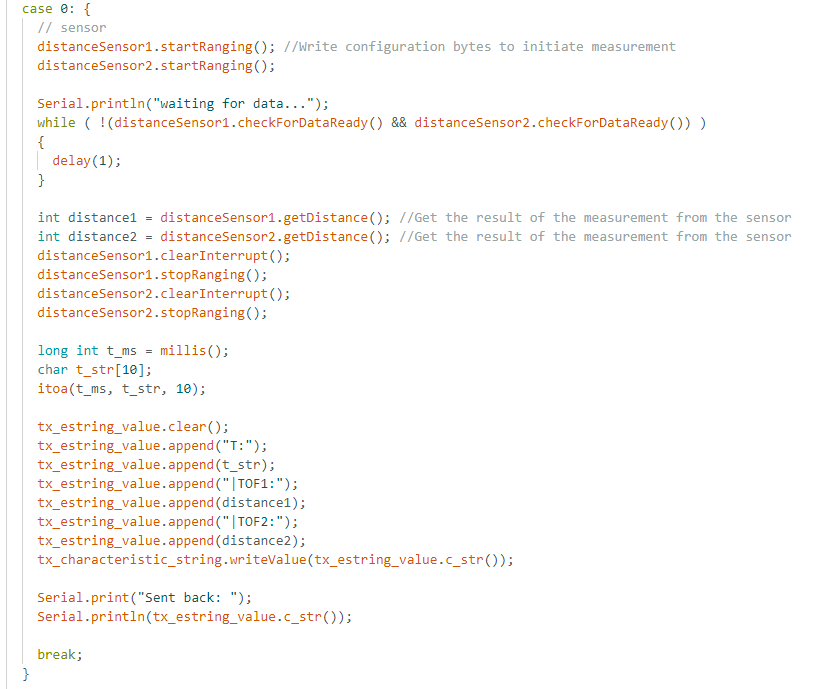 case 0: {
// sensor
distanceSensor1.startRanging(); //Write configuration bytes to initiate measurement
distanceSensor2.startRanging();
Serial.println("waiting for data...");
while ( !(distanceSensor1.checkForDataReady() && distanceSensor2.checkForDataReady()) )
{
delay(1);
}
int distance1 = distanceSensor1.getDistance(); //Get the result of the measurement from the sensor
int distance2 = distanceSensor2.getDistance(); //Get the result of the measurement from the sensor
distanceSensor1.clearInterrupt();
distanceSensor1.stopRanging();
distanceSensor2.clearInterrupt();
distanceSensor2.stopRanging();
long int t_ms = millis();
char t_str[10];
itoa(t_ms, t_str, 10);
tx_estring_value.clear();
tx_estring_value.append("T:");
tx_estring_value.append(t_str);
tx_estring_value.append("|TOF1:");
tx_estring_value.append(distance1);
tx_estring_value.append("|TOF2:");
tx_estring_value.append(distance2);
tx_characteristic_string.writeValue(tx_estring_value.c_str());
Serial.print("Sent back: ");
Serial.println(tx_estring_value.c_str());
break;
}